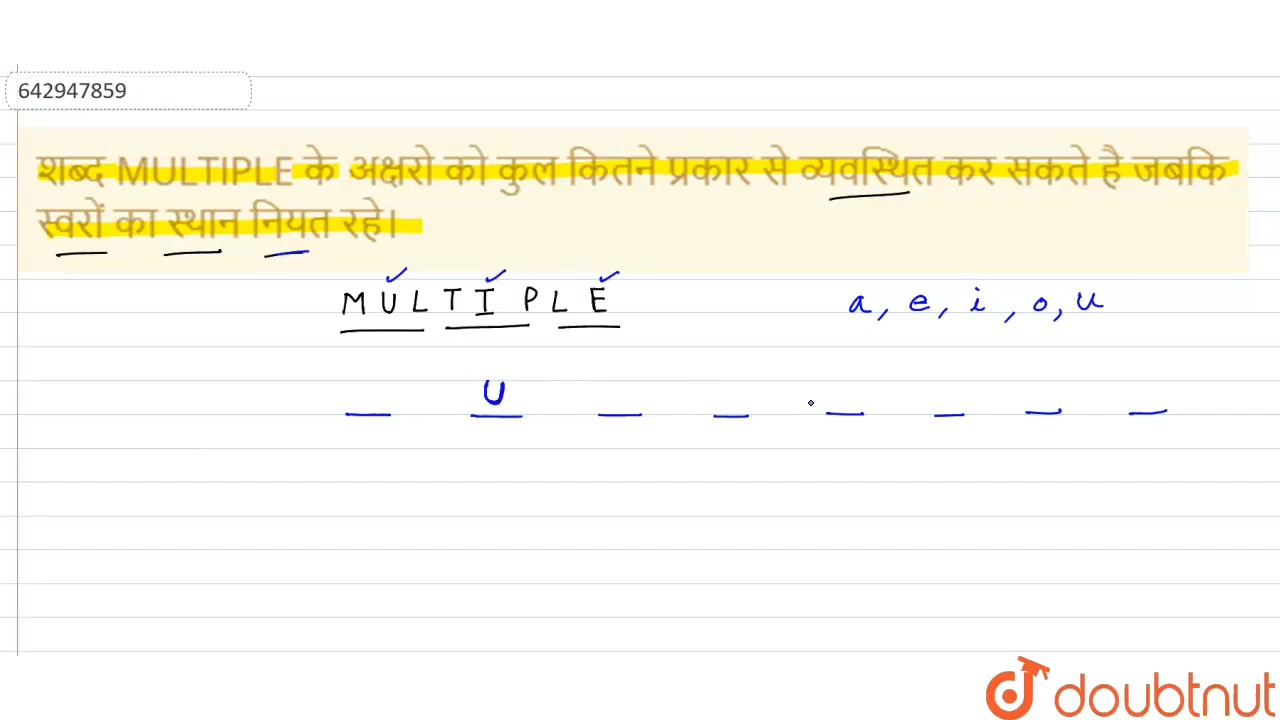 642947859
शब्द MULTIPLE के अक्षरो को कुल कितने प्रकार से व्यवस्थित कर सकते है जबकि
स्वरों का स्थान नियत रहे।
M U L T I P L E
a, e, i, o, u
U
doubtnut